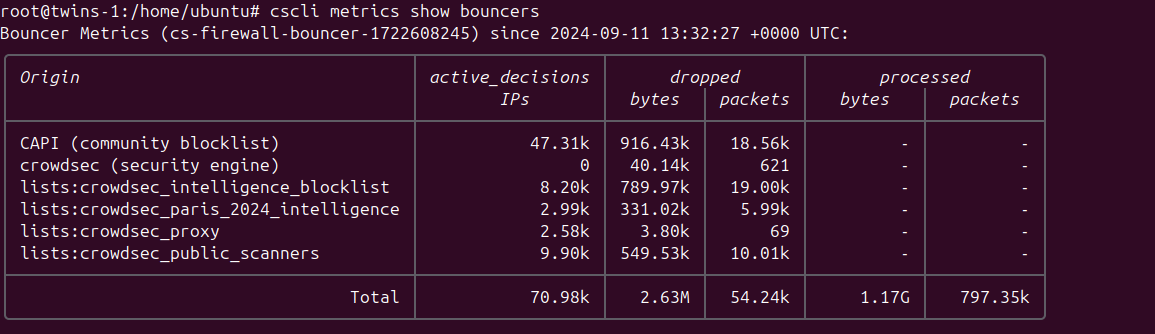 root@twins-1:/home/ubuntu# cscli metrics show bouncers
Bouncer Metrics (cs-firewall-bouncer-1722608245) since 2024-09-11 13:32:27 +0000 UTC:
Origin active_decisions dropped processed
IPs bytes packets bytes packets
CAPI (community blocklist) 47.31k 916.43k 18.56k - -
crowdsec (security engine) 0 40.14k 621 - -
lists:crowdsec_intelligence_blocklist 8.20k 789.97k 19.00k - -
lists:crowdsec_paris_2024_intelligence 2.99k 331.02k 5.99k - -
lists:crowdsec_proxy 2.58k 3.80k 69 - -
lists:crowdsec_public_scanners 9.90k 549.53k 10.01k - -
Total 70.98k 2.63M 54.24k 1.17G 797.35k